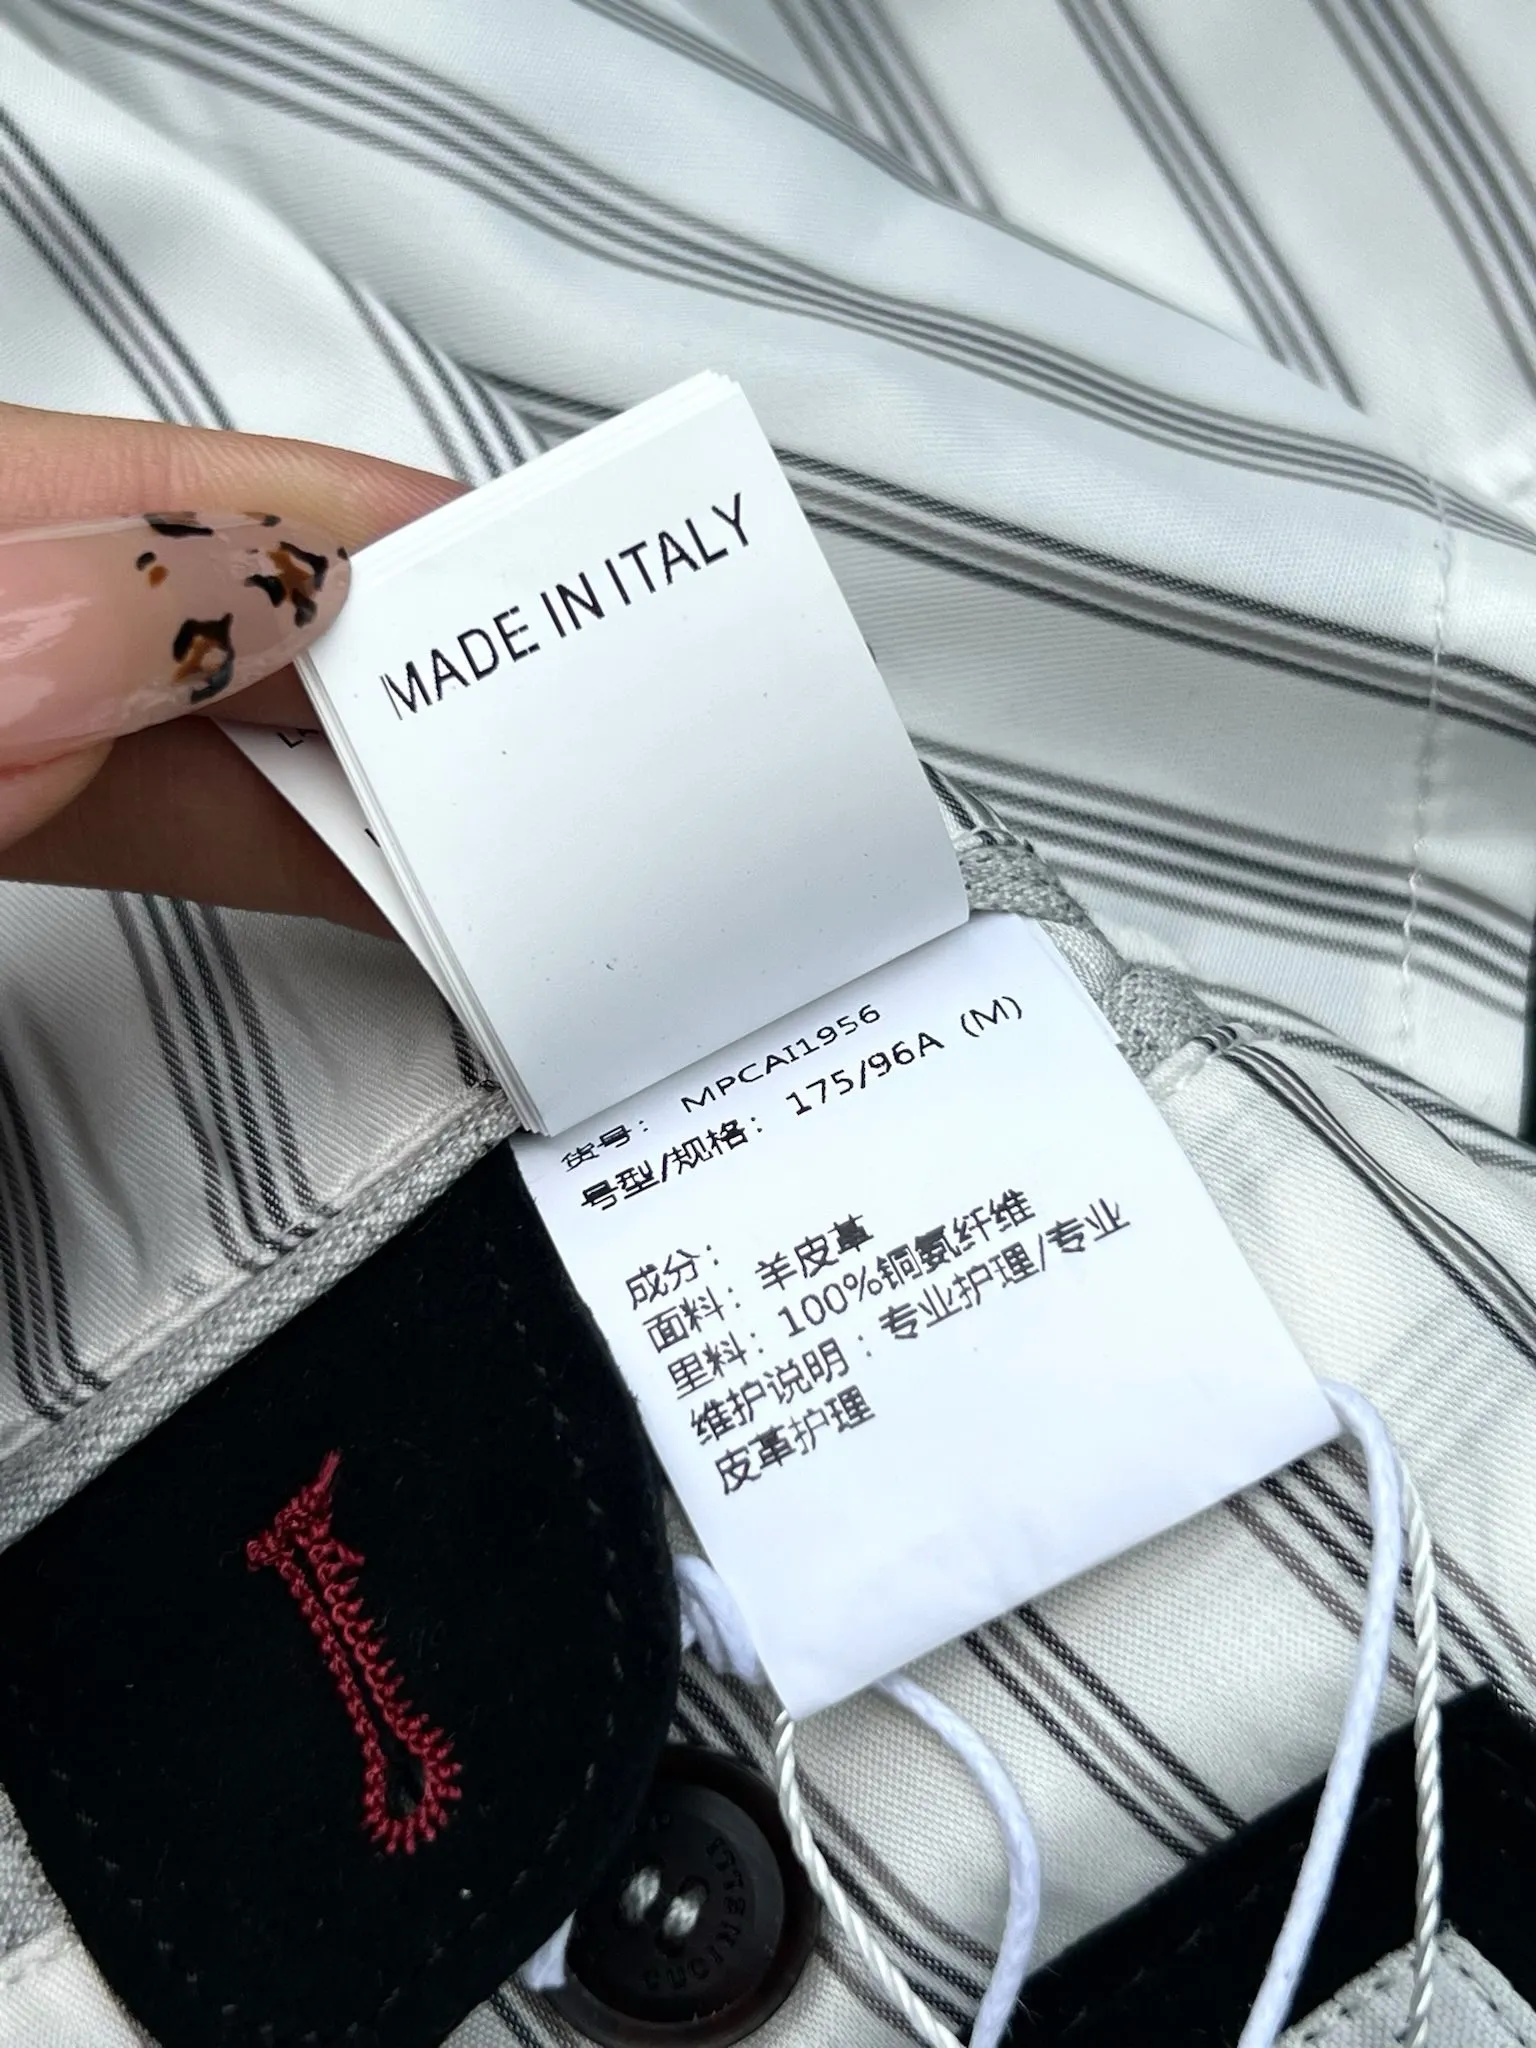 MADE IN ITALY
LA
货号： MPCAI1956
号型/规格： 175/96A (M)
成分：
面料： 羊皮革
里料： 100%铜氨纤维
维护说明：专业护理/专业
皮革护理